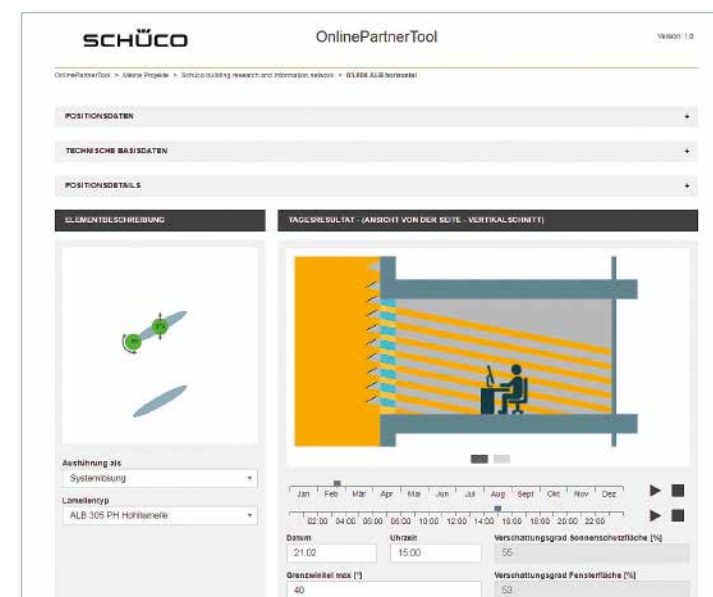 SCHÜCO
OnlinePartnerTool
Version: 1.0
OnlinePartnerTool > Meine Projekte > Schüco building research and information network > 03.004 ALB horizontal
POSITIONSDATEN +
TECHNISCHE BASISDATEN +
POSITIONSDETAILS +
ELEMENTBESCHREIBUNG
TAGESRESULTAT - (ANSICHT VON DER SEITE - VERTIKALSCHNITT)
Ausführung als
Systemlösung
Lamellentyp
ALB 305 PH Hohllamelle
Jan Feb Mär Apr Mai Jun Jul Aug Sept Okt Nov Dez
02:00 04:00 06:00 08:00 10:00 12:00 14:00 16:00 18:00 20:00 22:00
Datum Uhrzeit Verschattungsgrad Sonnenschutzfläche [%]
21.02 15:00 55
Grenzwinkel max [°] Verschattungsgrad Fensterfläche [%]
40 53